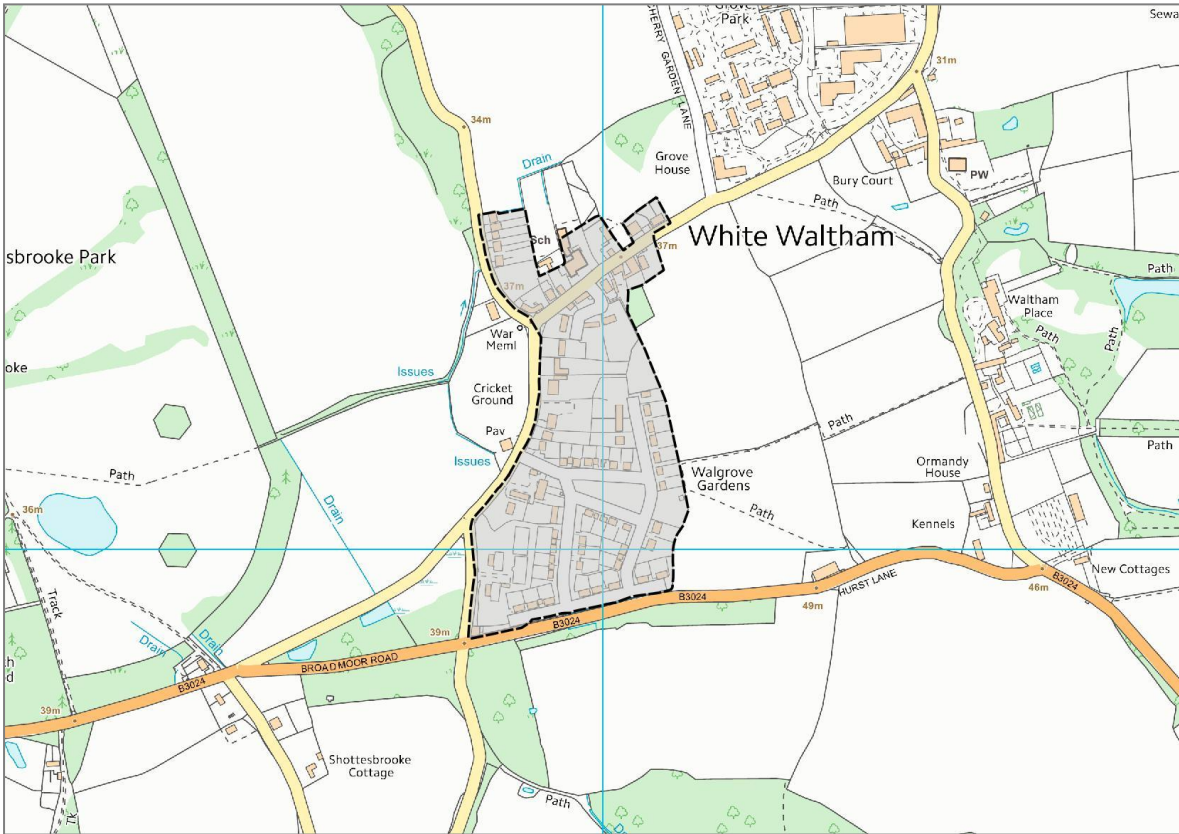 Grove
Park
Sewa
CHERRY GARDEN LANE
31m
34m
Drain
Grove
House
Bury Court
PW
Path
Sch
White Waltham
37m
sbrooke Park
37m
Path
Waltham
Place
Path
Path
War
Meml
oke
Issues
Cricket
Ground
Pav
Path
Path
Issues
Path
Walgrove
Gardens
Ormandy
House
Drain
Path
36m
Kennels
New Cottages
B3024
46m
HURST LANE
49m
B3024
B3024
Track
Drain
Drain
39m
BROADMOOR ROAD
h
d
B3024
39m
Shottesbrooke
Cottage
Path
Tk
D